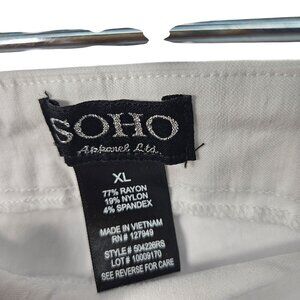 SOHO
Apparel Ltd.
XL
77% RAYON
19% NYLON
4% SPANDEX
MADE IN VIETNAM
RN # 127949
STYLE # 504226RS
LOT # 10009170
SEE REVERSE FOR CARE